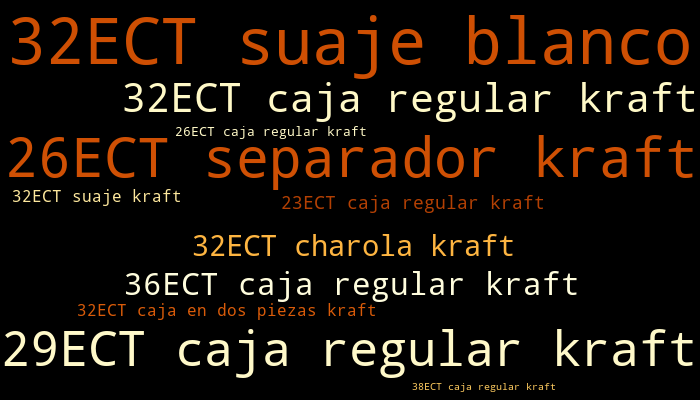 32ECT suaje blanco
32ECT caja regular kraft
26ECT caja regular kraft
26ECT separador kraft
32ECT suaje kraft
23ECT caja regular kraft
32ECT charola kraft
36ECT caja regular kraft
32ECT caja en dos piezas kraft
29ECT caja regular kraft
38ECT caja regular kraft